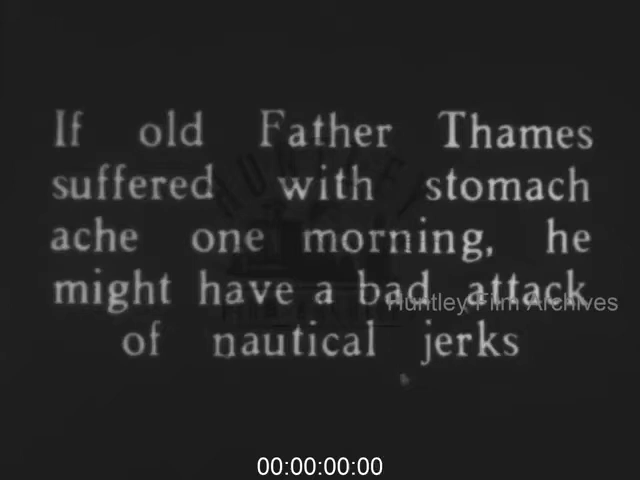 If old Father Thames
suffered with stomach
ache one morning, he
might have a bad attack
Huntley Film Archives
of nautical jerks
00:00:00:00